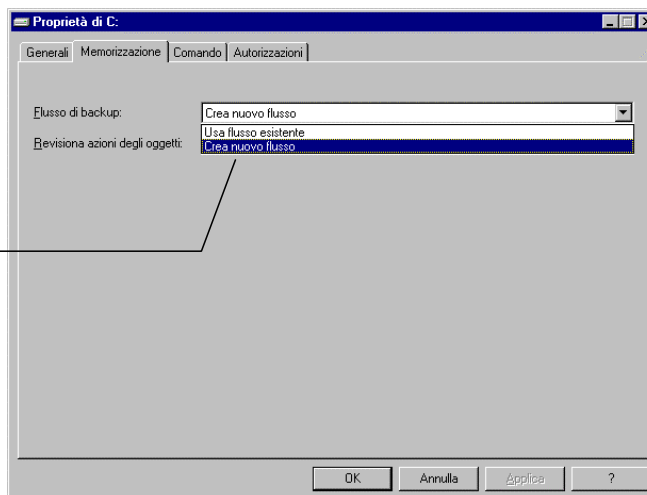 Proprietà di C:
Generali Memorizzazione Comando Autorizzazioni
Flusso di backup: Crea nuovo flusso
Usa flusso esistente
Revisiona azioni degli oggetti: Crea nuovo flusso
OK Annulla Applica ?